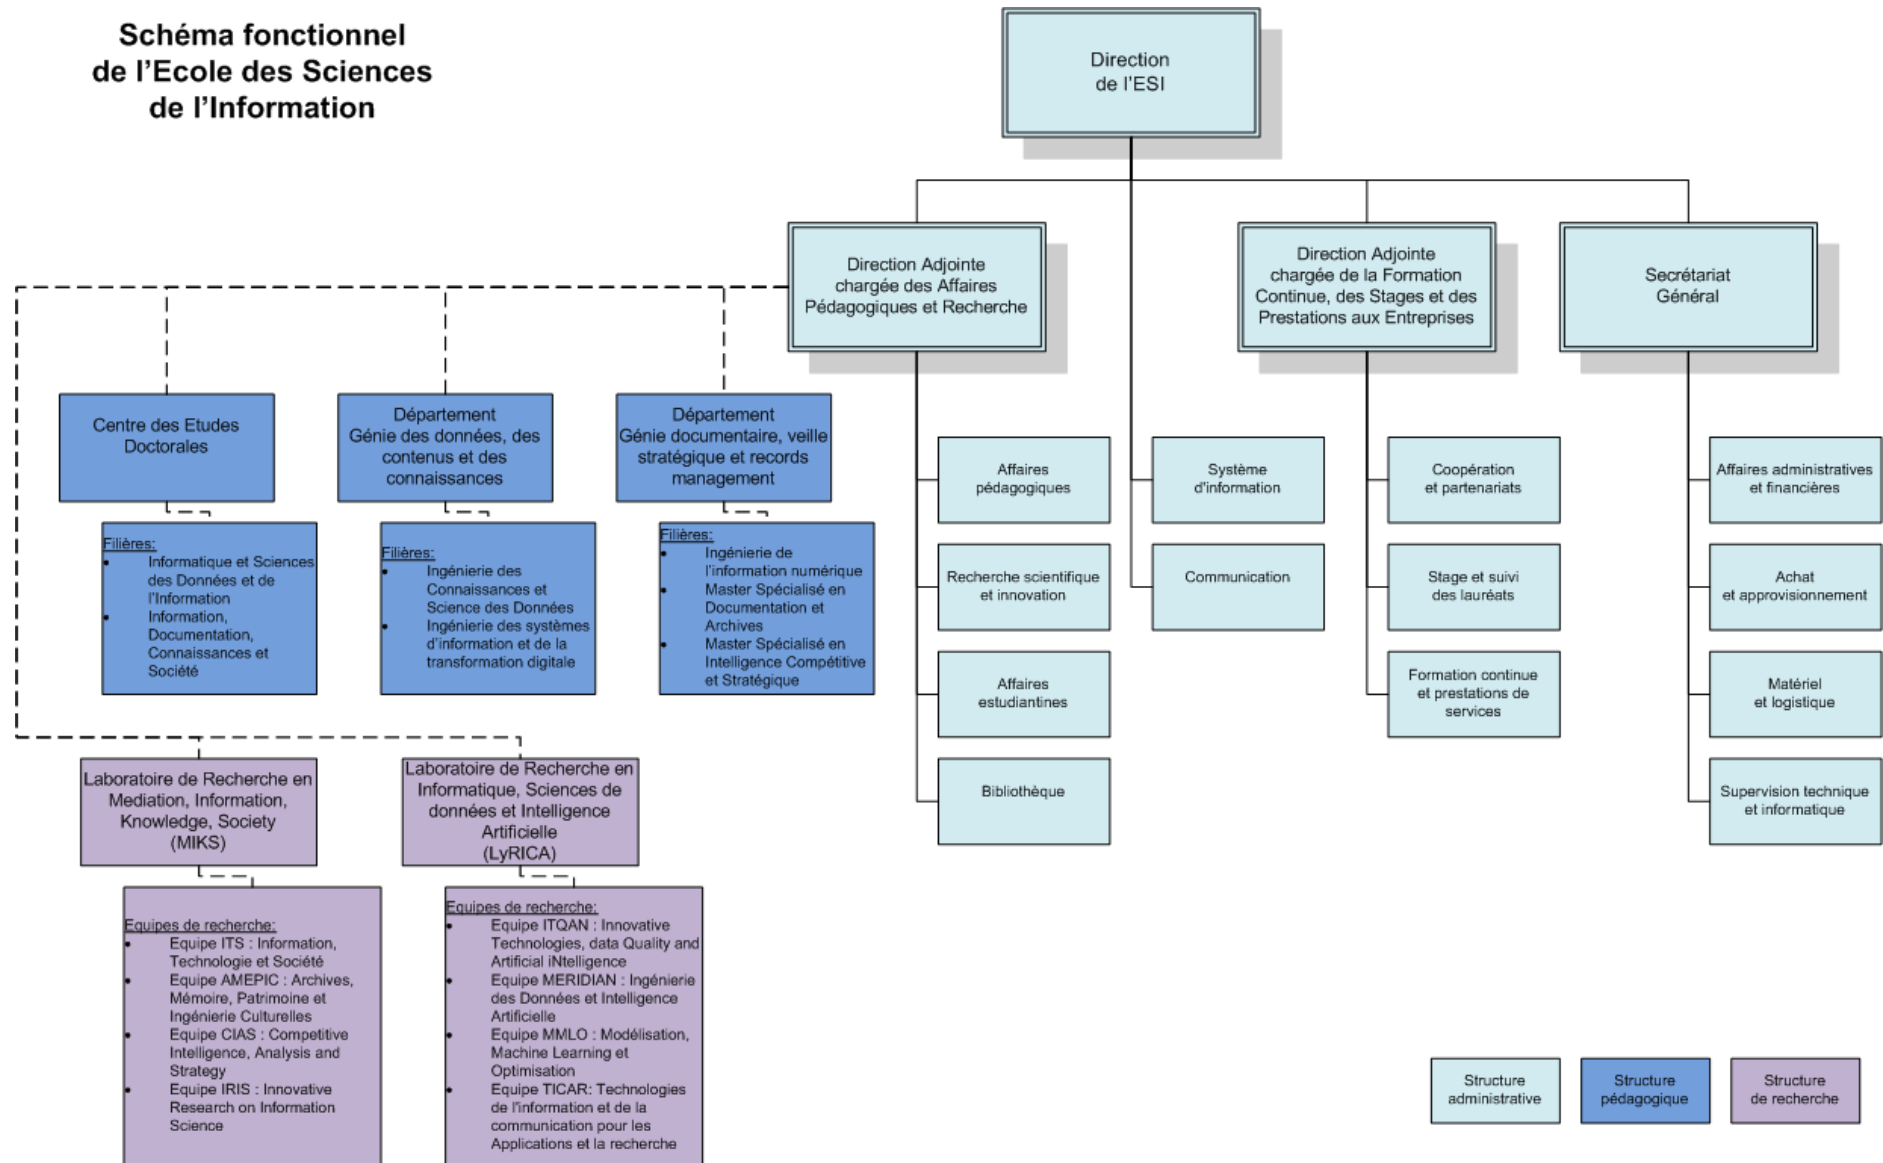 Schéma fonctionnel
de l'Ecole des Sciences
de l'Information
Direction
de l'ESI
Direction Adjointe
chargée des Affaires
Pédagogiques et Recherche
Direction Adjointe
chargée de la Formation
Continue, des Stages et des
Prestations aux Entreprises
Secrétariat
Général
Centre des Etudes
Doctorales
Département
Génie des données, des
contenus et des
connaissances
Département
Génie documentaire, veille
stratégique et records
management
Filières:
• Informatique et Sciences
des Données et de
l'Information
• Information,
Documentation,
Connaissances et
Société
Filières:
• Ingénierie des
Connaissances et
Science des Données
• Ingénierie des systèmes
d'information et de la
transformation digitale
Filières:
• Ingénierie de
l'information numérique
• Master Spécialisé en
Documentation et
Archives
• Master Spécialisé en
Intelligence Compétitive
et Stratégique
Affaires
pédagogiques
Recherche scientifique
et innovation
Affaires
estudiantines
Bibliothèque
Système
d'information
Communication
Coopération
et partenariats
Stage et suivi
des lauréats
Formation continue
et prestations de
services
Affaires administratives
et financières
Achat
et approvisionnement
Matériel
et logistique
Supervision technique
et informatique
Laboratoire de Recherche en
Mediation, Information,
Knowledge, Society
(MIKS)
Laboratoire de Recherche en
Informatique, Sciences de
données et Intelligence
Artificielle
(LyRICA)
Equipes de recherche:
• Equipe ITS : Information,
Technologie et Société
• Equipe AMEPIC : Archives,
Mémoire, Patrimoine et
Ingénierie Culturelles
• Equipe CIAS : Competitive
Intelligence, Analysis and
Strategy
• Equipe IRIS : Innovative
Research on Information
Science
Equipes de recherche:
• Equipe ITQAN : Innovative
Technologies, data Quality and
Artificial iNtelligence
• Equipe MERIDIAN : Ingénierie
des Données et Intelligence
Artificielle
• Equipe MMLO : Modélisation,
Machine Learning et
Optimisation
• Equipe TICAR: Technologies
de l'information et de la
communication pour les
Applications et la recherche
Structure
administrative
Structure
pédagogique
Structure
de recherche